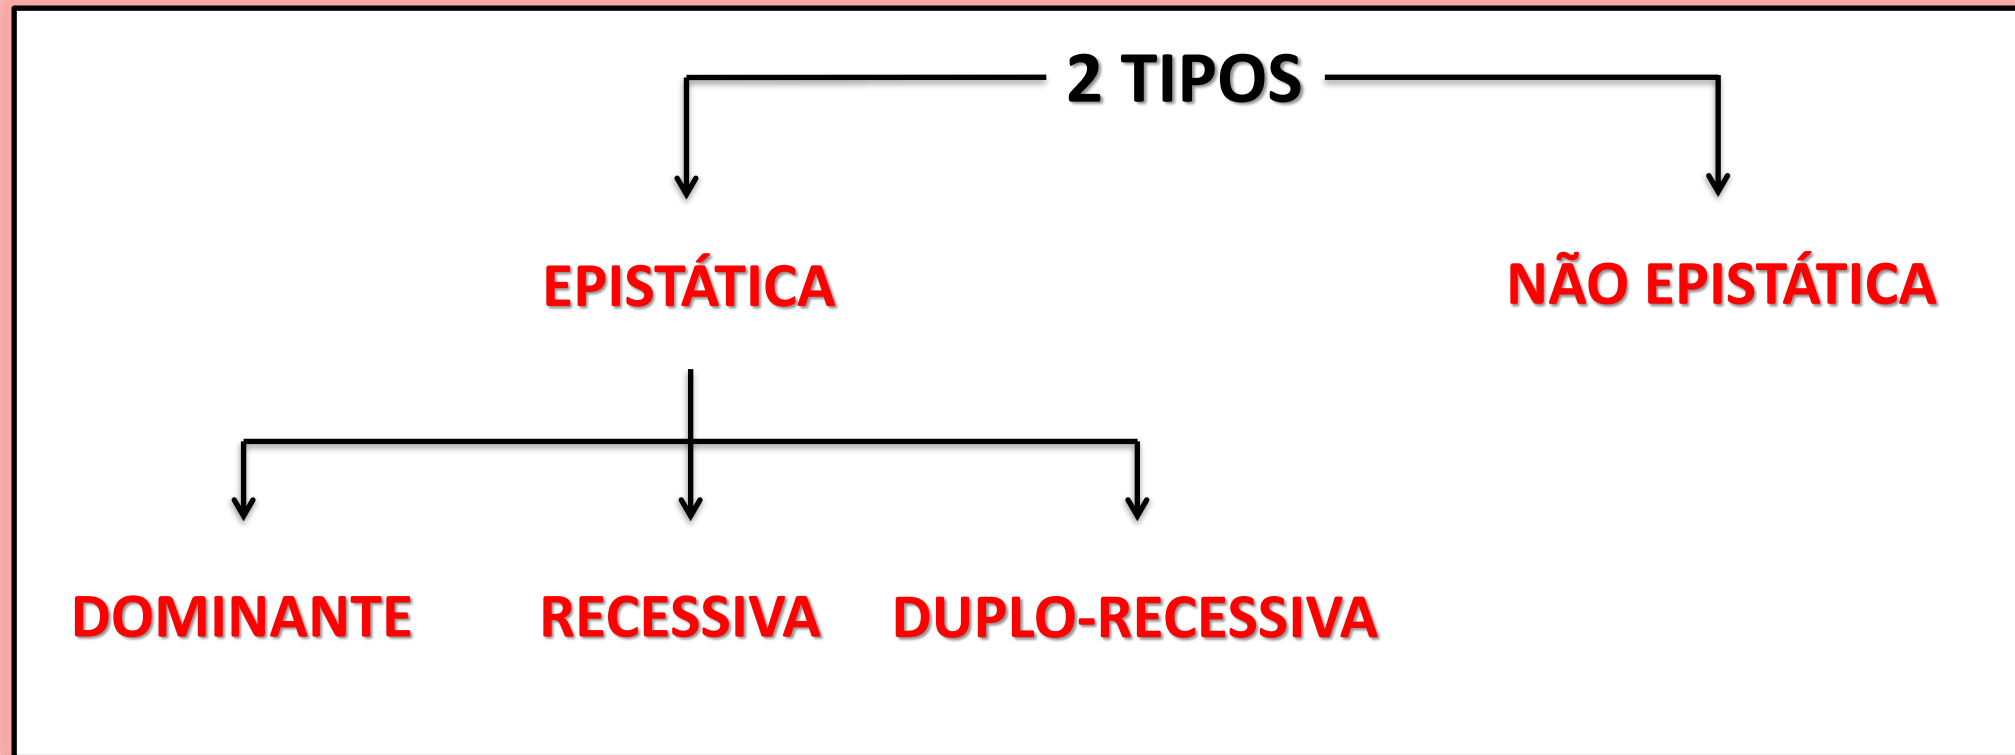 2 TIPOS
EPISTÁTICA
NÃO EPISTÁTICA
DOMINANTE
RECESSIVA
DUPLO-RECESSIVA